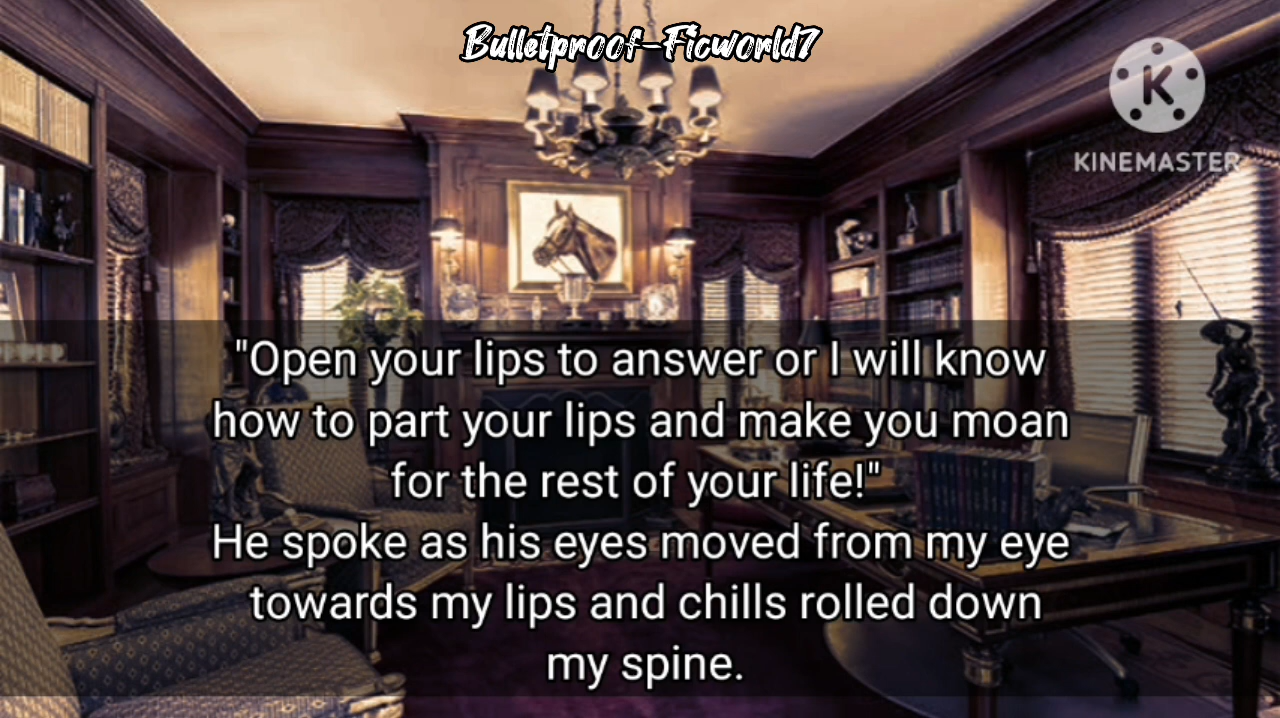 Bulletproof-Ficworld7
K
KINEMASTER
"Open your lips to answer or I will know
how to part your lips and make you moan
for the rest of your life!"
He spoke as his eyes moved from my eye
towards my lips and chills rolled down
my spine.